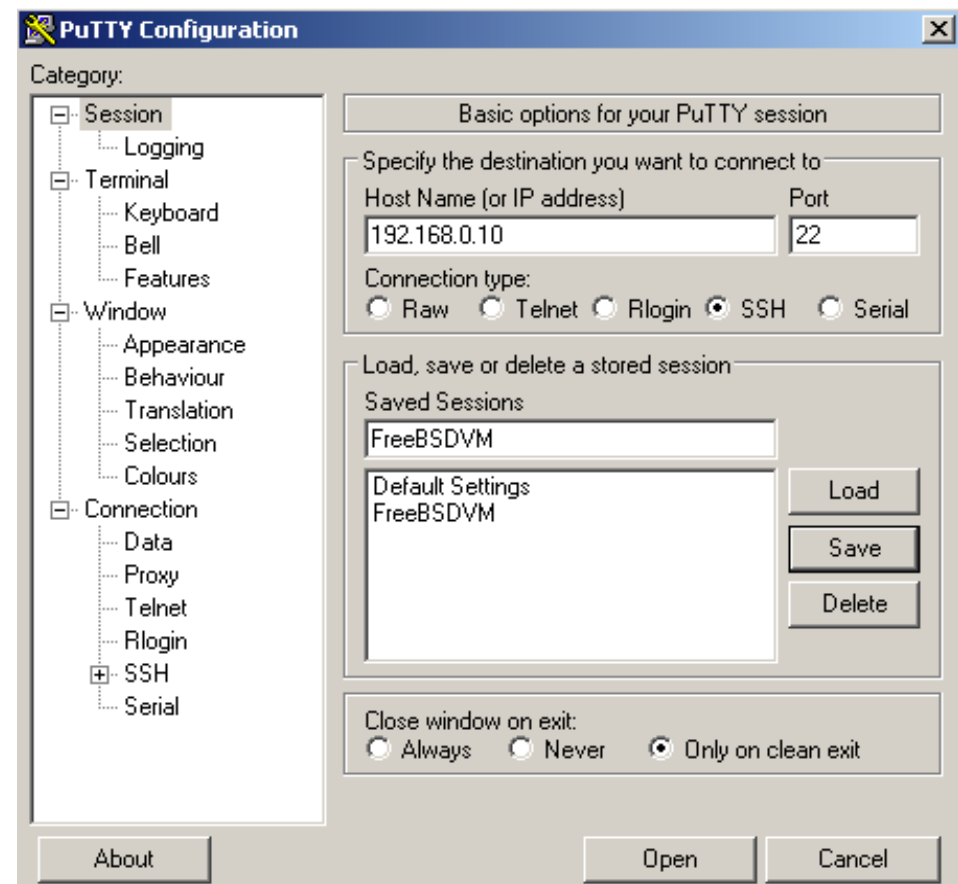 PuTTY Configuration
Category:
Session
Logging
Terminal
Keyboard
Bell
Features
Window
Appearance
Behaviour
Translation
Selection
Colours
Connection
Data
Proxy
Telnet
Rlogin
SSH
Serial
Basic options for your PuTTY session
Specify the destination you want to connect to
Host Name (or IP address) Port
192.168.0.10 22
Connection type:
Raw Telnet Rlogin SSH Serial
Load, save or delete a stored session
Saved Sessions
FreeBSDVM
Default Settings
FreeBSDVM
Load
Save
Delete
Close window on exit:
Always Never Only on clean exit
About Open Cancel